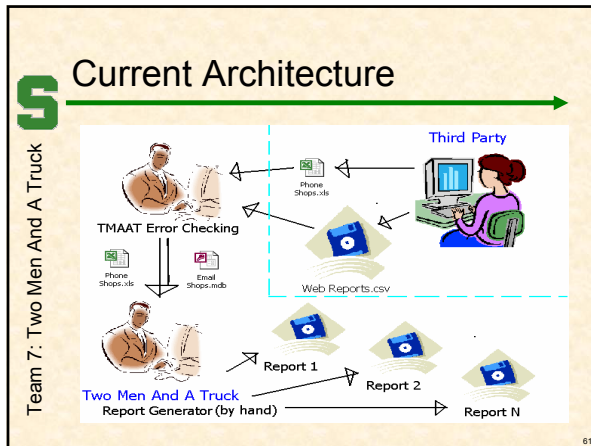 Current Architecture
S
Team 7: Two Men And A Truck
Third Party
Phone
Shops.xls
TMAAT Error Checking
Web Reports.csv
Phone
Shops.xls
Email
Shops.mdb
Report 1
Report 2
Report N
Two Men And A Truck
Report Generator (by hand)
61